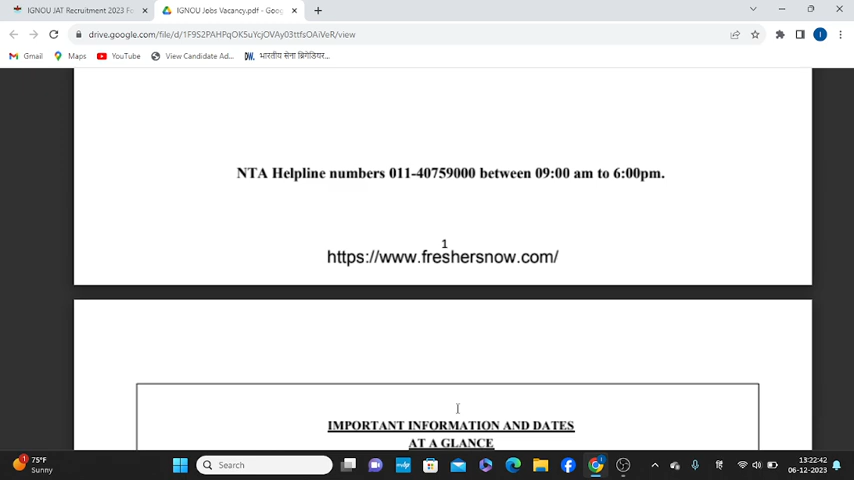 IGNOU JAT Recruitment 2023 Fo
IGNOU Jobs Vacancy.pdf - Goog
drive.google.com/file/d/1F9S2PAHPqOK5uYcjOVAy03ttfsOAiVeR/view
Gmail
Maps
YouTube
View Candidate Ad...
भारतीय सेना ब्रिगेडियर...
NTA Helpline numbers 011-40759000 between 09:00 am to 6:00pm.
1
https://www.freshersnow.com/
IMPORTANT INFORMATION AND DATES
AT A GLANCE
75°F
Sunny
Search
13:22:42
06-12-2023